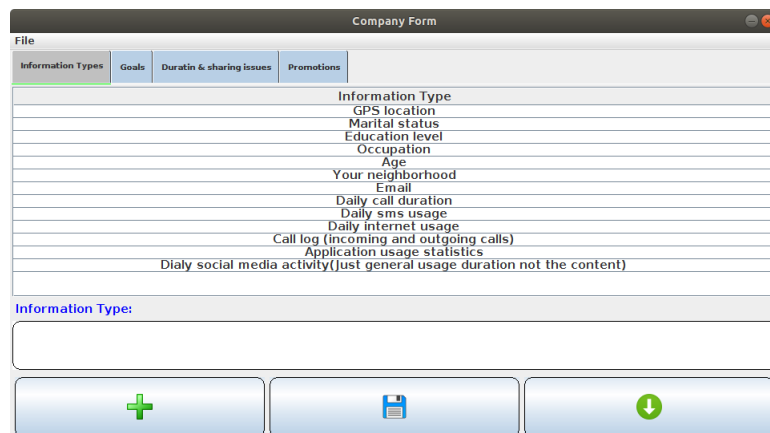 Company Form
File
Information Types Goals Duratin & sharing issues Promotions
Information Type
GPS location
Marital status
Education level
Occupation
Age
Your neighborhood
Email
Daily call duration
Daily sms usage
Daily internet usage
Call log (incoming and outgoing calls)
Application usage statistics
Dialy social media activity(Just general usage duration not the content)
Information Type: